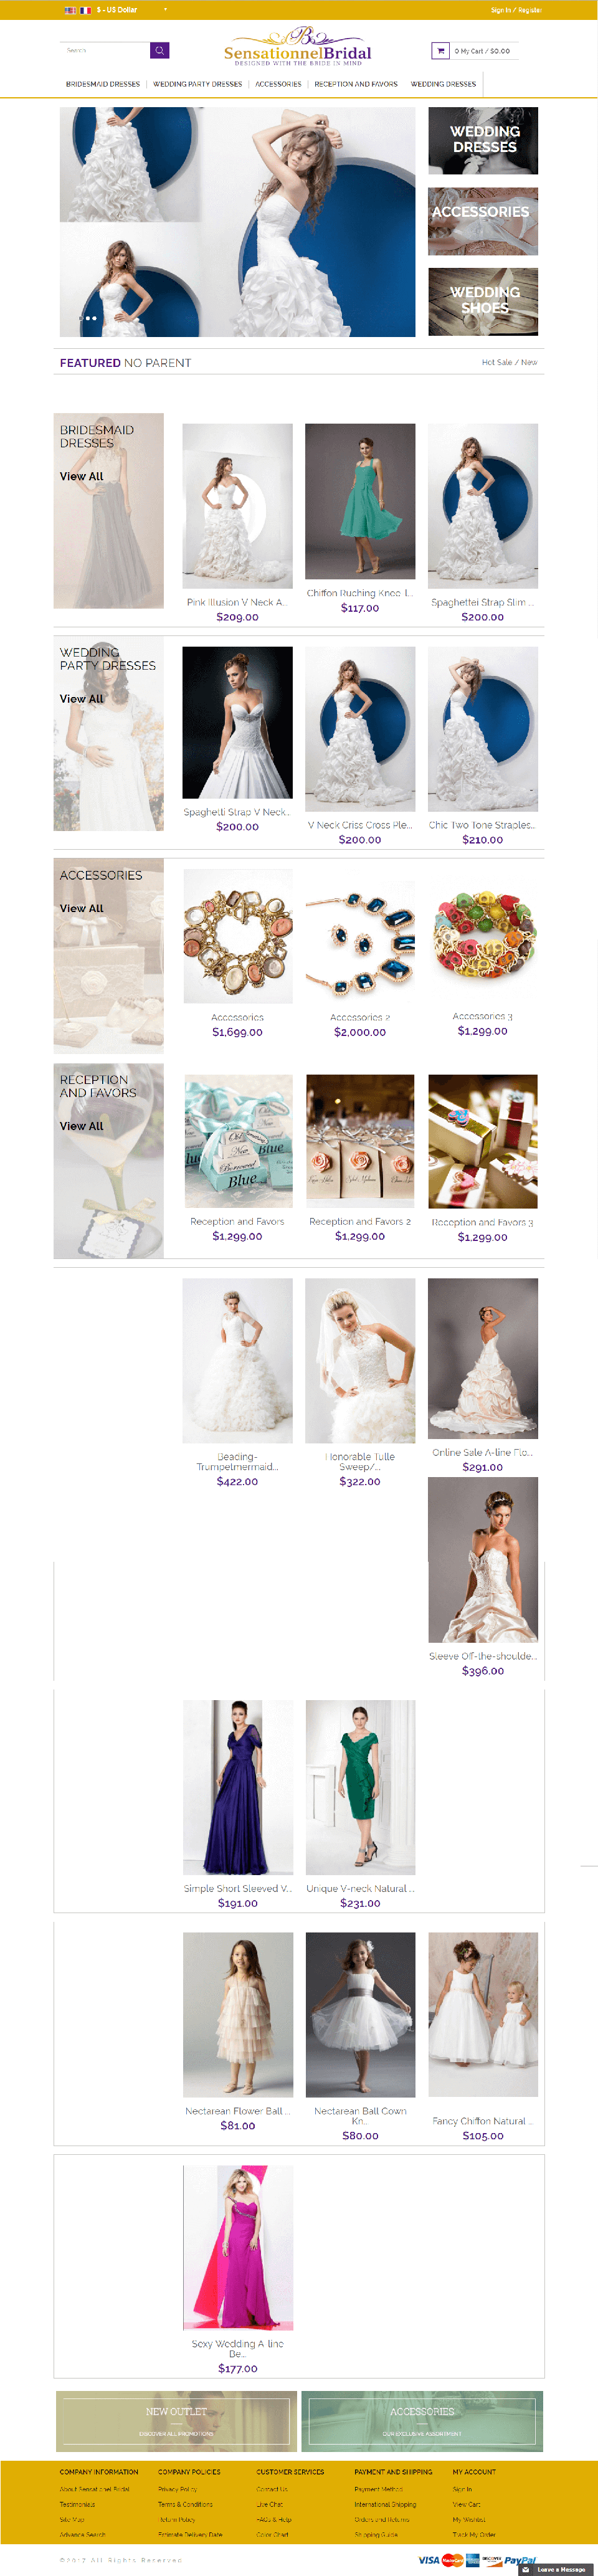 $ - US Dollar
Sign In / Register
Search
SensationnelBridal
DESIGNED WITH THE BRIDE IN MIND
0 My Cart / $0.00
BRIDESMAID DRESSES
WEDDING PARTY DRESSES
ACCESSORIES
RECEPTION AND FAVORS
WEDDING DRESSES
WEDDING
DRESSES
ACCESSORIES
WEDDING
SHOES
FEATURED NO PARENT
Hot Sale / New
BRIDESMAID
DRESSES
View All
Pink Illusion V Neck A...
$209.00
Chiffon Ruching Knee-l...
$117.00
Spaghettei Strap Slim ...
$200.00
WEDDING
PARTY DRESSES
View All
Spaghetti Strap V Neck...
$200.00
V Neck Criss Cross Ple...
$200.00
Chic Two Tone Straples...
$210.00
ACCESSORIES
View All
Accessories
$1,699.00
Accessories 2
$2,000.00
Accessories 3
$1,299.00
RECEPTION
AND FAVORS
View All
Old
New
Borrowed
Blue
Blue
Reception and Favors
$1,299.00
Reception and Favors 2
$1,299.00
Reception and Favors 3
$1,299.00
Beading-
Trumpetmermaid...
$422.00
Honorable Tulle
Sweep/...
$322.00
Online Sale A-line Flo...
$291.00
Sleeve Off-the-shoulde...
$396.00
Simple Short Sleeved V...
$191.00
Unique V-neck Natural ...
$231.00
Nectarean Flower Ball ...
$81.00
Nectarean Ball Gown
Kn...
$80.00
Fancy Chiffon Natural ...
$105.00
Sexy Wedding A-line
Be...
$177.00
NEW OUTLET
DISCOVER ALL PROMOTIONS
ACCESSORIES
OUR EXCLUSIVE ASSORTMENT
COMPANY INFORMATION
About Sensationnel Bridal
Testimonials
Site Map
Advance Search
COMPANY POLICIES
Privacy Policy
Terms & Conditions
Return Policy
Estimate Delivery Date
CUSTOMER SERVICES
Contact Us
Live Chat
FAQs & Help
Color Chart
PAYMENT AND SHIPPING
Payment Method
International Shipping
Orders and Returns
Shipping Guide
MY ACCOUNT
Sign In
View Cart
My Wishlist
Track My Order
©2017 All Rights Reserved
VISA MasterCard DISCOVER PayPal
Leave a Message